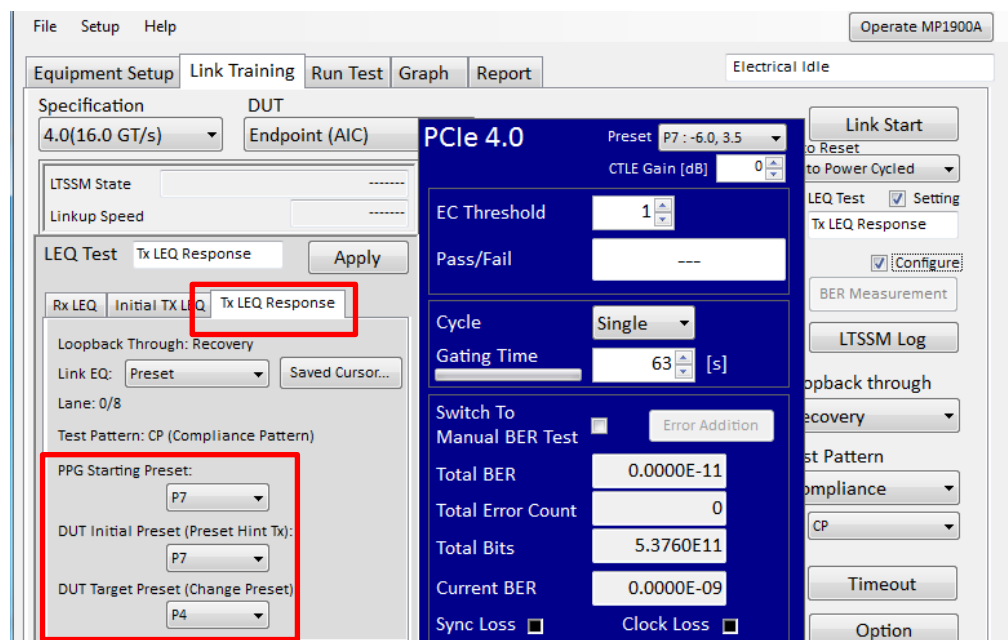 File Setup Help
Operate MP1900A
Equipment Setup Link Training Run Test Graph Report
Electrical Idle
Specification DUT
4.0(16.0 GT/s) Endpoint (AIC)
LTSSM State -------
Linkup Speed -------
LEQ Test Tx LEQ Response Apply
Rx LEQ Initial TX LEQ Tx LEQ Response
Loopback Through: Recovery
Link EQ: Preset Saved Cursor...
Lane: 0/8
Test Pattern: CP (Compliance Pattern)
PPG Starting Preset:
P7
DUT Initial Preset (Preset Hint Tx):
P7
DUT Target Preset (Change Preset)
P4
PCIe 4.0 Preset P7 : -6.0, 3.5
CTLE Gain [dB] 0
EC Threshold 1
Pass/Fail ---
Cycle Single
Gating Time 63 [s]
Switch To
Manual BER Test Error Addition
Total BER 0.0000E-11
Total Error Count 0
Total Bits 5.3760E11
Current BER 0.0000E-09
Sync Loss Clock Loss
Link Start
to Reset
to Power Cycled
LEQ Test Setting
Tx LEQ Response
Configure
BER Measurement
LTSSM Log
opback through
ecovery
st Pattern
ompliance
CP
Timeout
Option